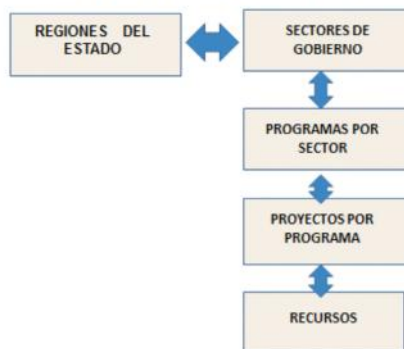 REGIONES DEL
ESTADO
SECTORES DE
GOBIERNO
PROGRAMAS POR
SECTOR
PROYECTOS POR
PROGRAMA
RECURSOS